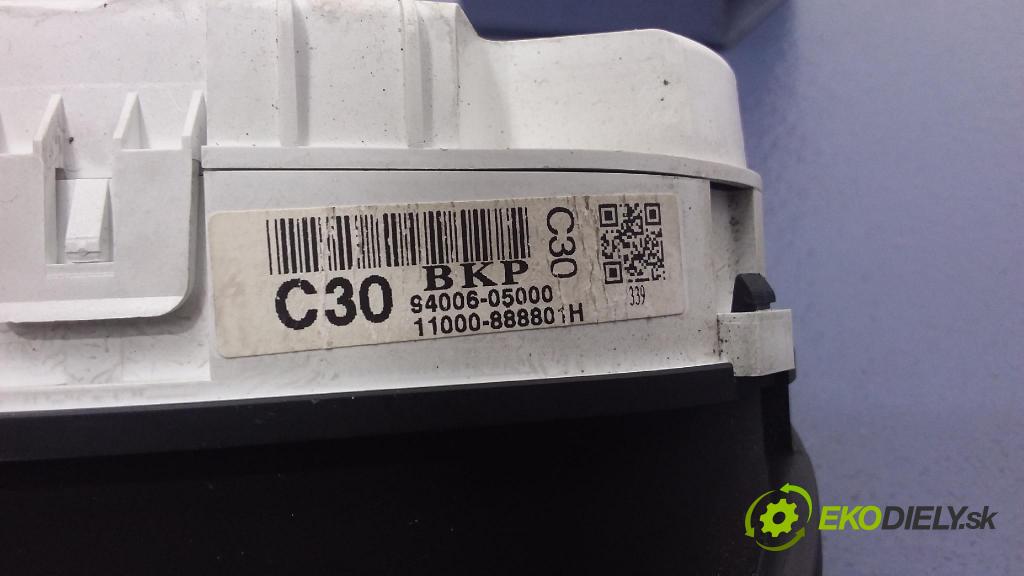 C30
BKP
94006-05000
11000-888801H
C30
339
EKODIELY.sk